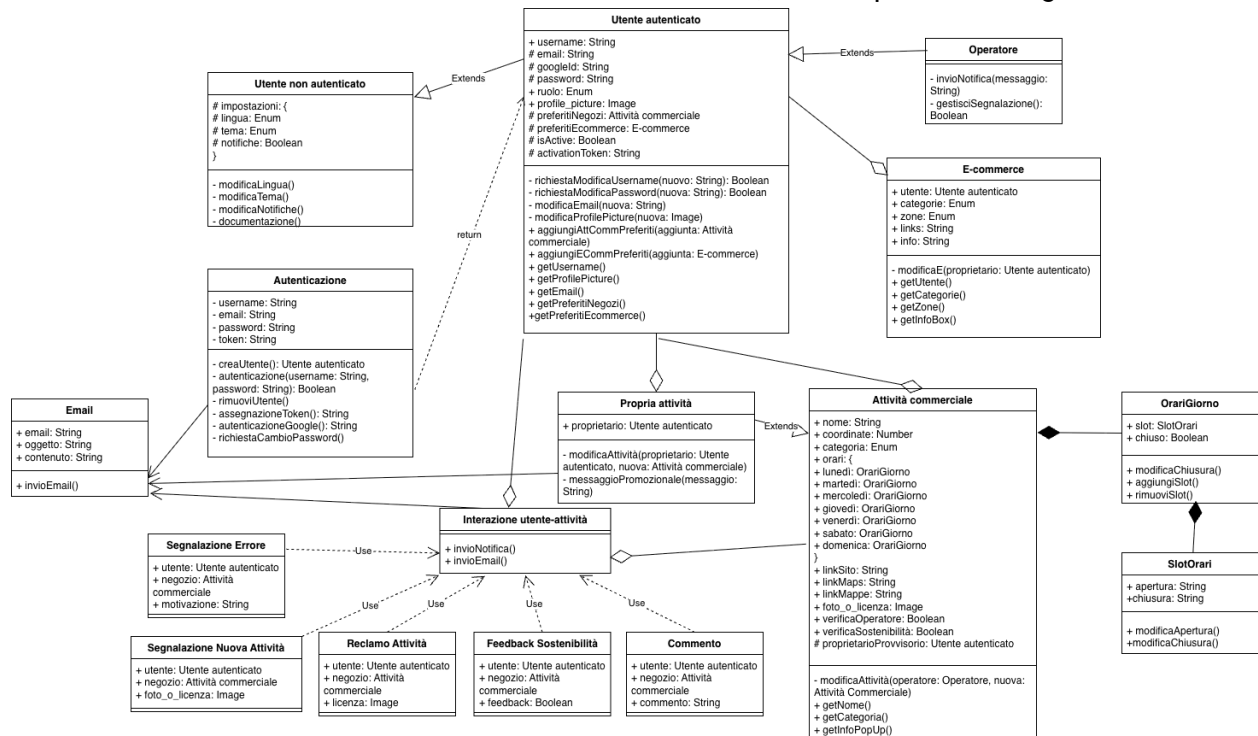 Utente autenticato
+ username: String
# email: String
# googleId: String
# password: String
+ ruolo: Enum
+ profile_picture: Image
# preferitiNegozi: Attività commerciale
# preferitiEcommerce: E-commerce
# isActive: Boolean
# activationToken: String
- richiestaModificaUsername(nuovo: String): Boolean
- richiestaModificaPassword(nuova: String): Boolean
- modificaEmail(nuova: String)
- modificaProfilePicture(nuova: Image)
+ aggiungiAttCommPreferiti(aggiunta: Attività
commerciale)
+ aggiungiECommPreferiti(aggiunta: E-commerce)
+ getUsername()
+ getProfilePicture()
+ getEmail()
+ getPreferitiNegozi()
+getPreferitiEcommerce()
Extends
Operatore
- invioNotifica(messaggio:
String)
- gestisciSegnalazione():
Boolean
Extends
Utente non autenticato
# impostazioni: {
# lingua: Enum
# tema: Enum
# notifiche: Boolean
}
- modificaLingua()
- modificaTema()
- modificaNotifiche()
- documentazione()
E-commerce
+ utente: Utente autenticato
+ categorie: Enum
+ zone: Enum
+ links: String
+ info: String
- modificaE(proprietario: Utente autenticato)
+ getUtente()
+ getCategorie()
+ getZone()
+ getInfoBox()
return
Autenticazione
- username: String
- email: String
- password: String
- token: String
- creaUtente(): Utente autenticato
- autenticazione(username: String,
password: String): Boolean
- rimuoviUtente()
- assegnazioneToken(): String
- autenticazioneGoogle(): String
- richiestaCambioPassword()
Email
+ email: String
+ oggetto: String
+ contenuto: String
+ invioEmail()
Propria attività
+ proprietario: Utente autenticato
- modificaAttività(proprietario: Utente
autenticato, nuova: Attività commerciale)
- messaggioPromozionale(messaggio:
String)
Extends
Attività commerciale
+ nome: String
+ coordinate: Number
+ categoria: Enum
+ orari: {
+ lunedì: OrariGiorno
+ martedì: OrariGiorno
+ mercoledì: OrariGiorno
+ giovedì: OrariGiorno
+ venerdì: OrariGiorno
+ sabato: OrariGiorno
+ domenica: OrariGiorno
}
+ linkSito: String
+ linkMaps: String
+ linkMappe: String
+ foto_o_licenza: Image
+ verificaOperatore: Boolean
+ verificaSostenibilità: Boolean
# proprietarioProvvisorio: Utente autenticato
- modificaAttività(operatore: Operatore, nuova:
Attività Commerciale)
+ getNome()
+ getCategoria()
+ getInfoPopUp()
OrariGiorno
+ slot: SlotOrari
+ chiuso: Boolean
+ modificaChiusura()
+ aggiungiSlot()
+ rimuoviSlot()
SlotOrari
+ apertura: String
+chiusura: String
+ modificaApertura()
+modificaChiusura()
Interazione utente-attività
+ invioNotifica()
+ invioEmail()
Segnalazione Errore
+ utente: Utente autenticato
+ negozio: Attività
commerciale
+ motivazione: String
Use
Use
Use
Use
Use
Segnalazione Nuova Attività
+ utente: Utente autenticato
+ negozio: Attività commerciale
+ foto_o_licenza: Image
Reclamo Attività
+ utente: Utente autenticato
+ negozio: Attività
commerciale
+ licenza: Image
Feedback Sostenibilità
+ utente: Utente autenticato
+ negozio: Attività
commerciale
+ feedback: Boolean
Commento
+ utente: Utente autenticato
+ negozio: Attività
commerciale
+ commento: String